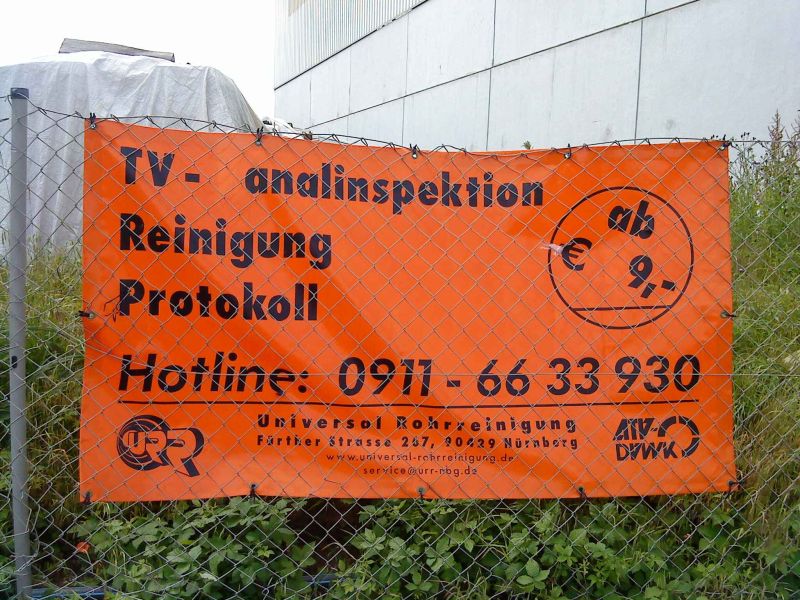 TV- analinspektion
Reinigung
Protokoll
ab
€ 9,-
Hotline: 0911 - 66 33 930
URR
Universal Rohrreinigung
Fürther Strasse 267, 90429 Nürnberg
www.universal-rohrreinigung.de
service@urr-nbg.de
ATV-
DVWK